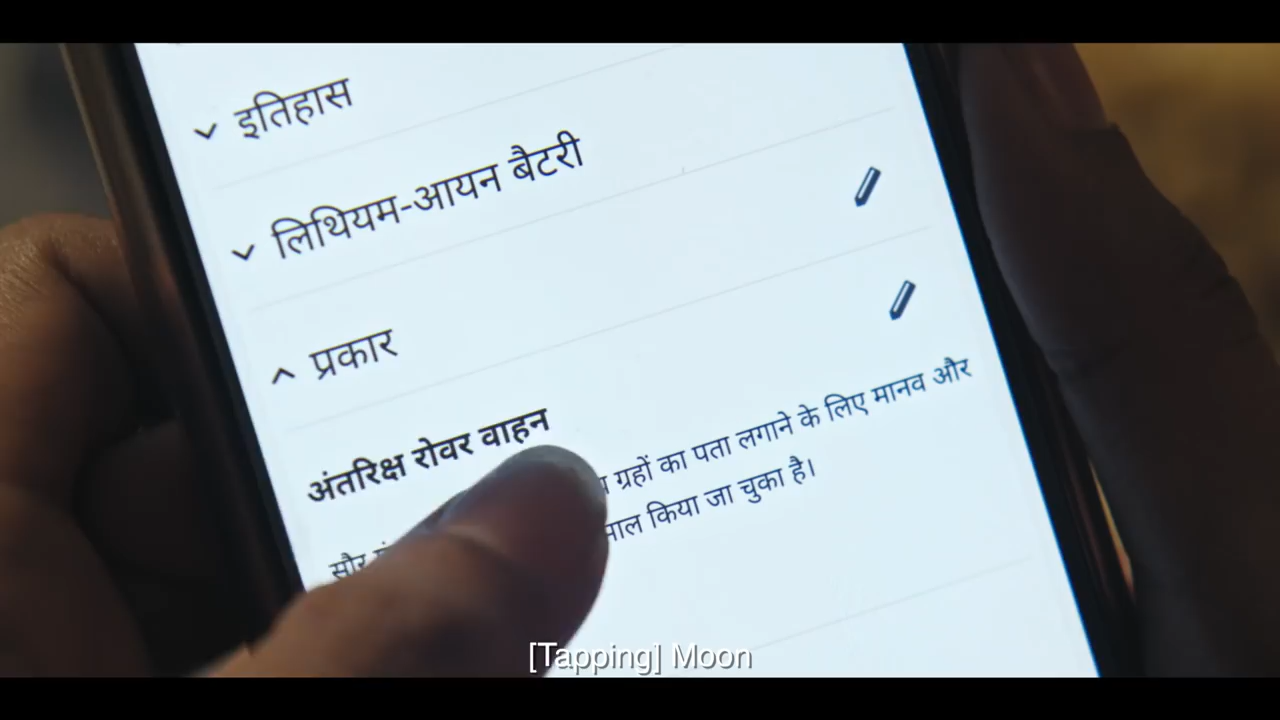 इतिहास
लिथियम-आयन बैटरी
प्रकार
अंतरिक्ष रोवर वाहन
सौर ग्रहों का पता लगाने के लिए मानव और
किया जा चुका है।
[Tapping] Moon